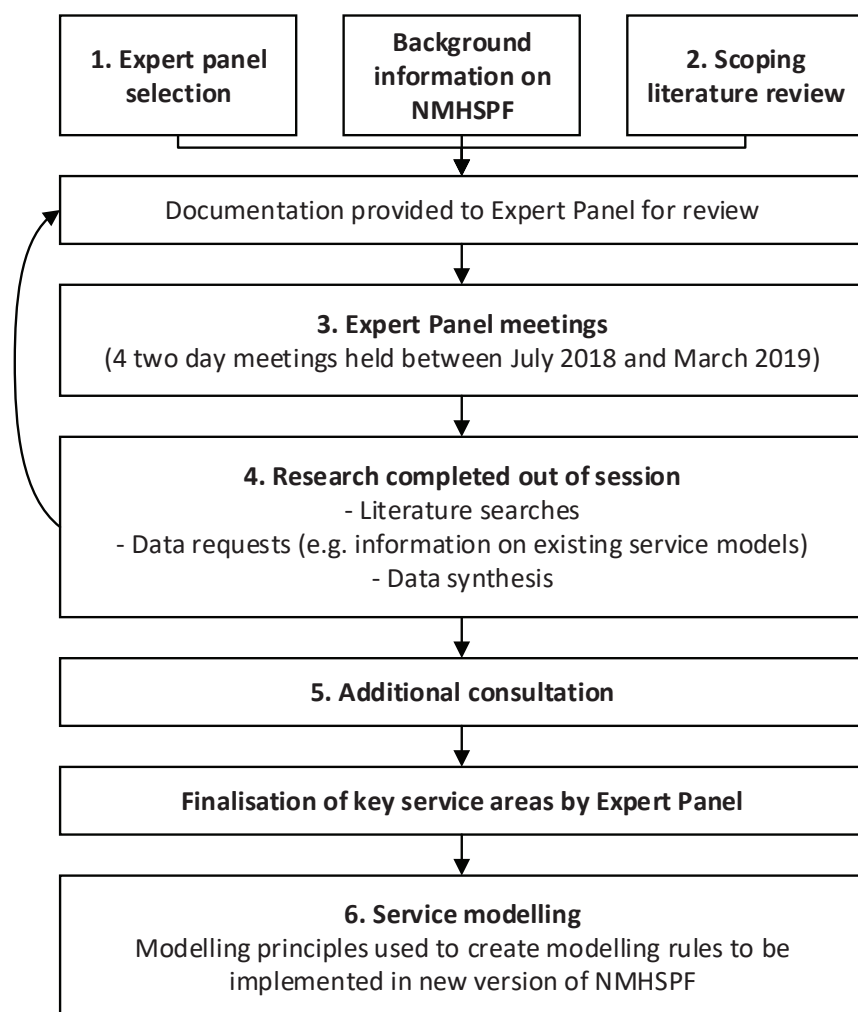 1. Expert panel
selection
Background
information on
NMHSPF
2. Scoping
literature review
Documentation provided to Expert Panel for review
3. Expert Panel meetings
(4 two day meetings held between July 2018 and March 2019)
4. Research completed out of session
- Literature searches
- Data requests (e.g. information on existing service models)
- Data synthesis
5. Additional consultation
Finalisation of key service areas by Expert Panel
6. Service modelling
Modelling principles used to create modelling rules to be
implemented in new version of NMHSPF